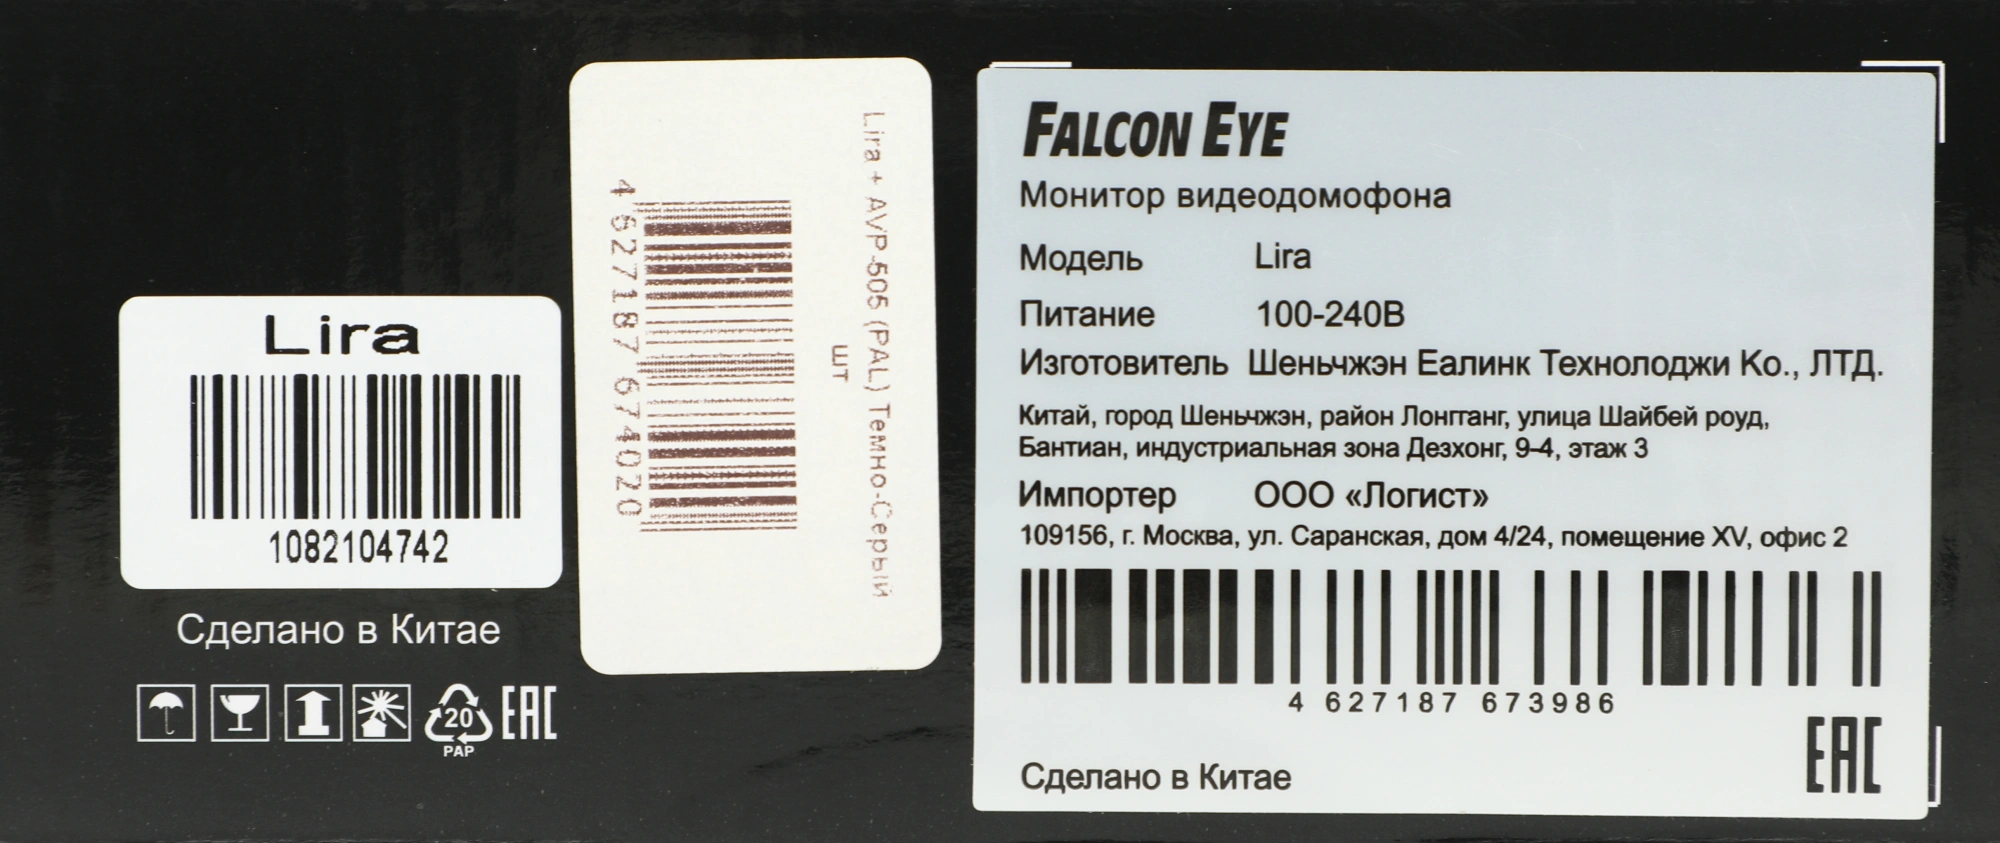 Lira
1082104742
Сделано в Китае
20
PAP
EAC
Lira + AVP-505 (PAL) Темно-Серый
шт
4 627187 674020
FALCON EYE
Монитор видеодомофона
Модель Lira
Питание 100-240В
Изготовитель Шеньчжэн Еалинк Технолоджи Ко., ЛТД.
Китай, город Шеньчжэн, район Лонгганг, улица Шайбей роуд,
Бантиан, индустриальная зона Дезхонг, 9-4, этаж 3
Импортер ООО «Логист»
109156, г. Москва, ул. Саранская, дом 4/24, помещение XV, офис 2
4 627187 673986
Сделано в Китае
EAC